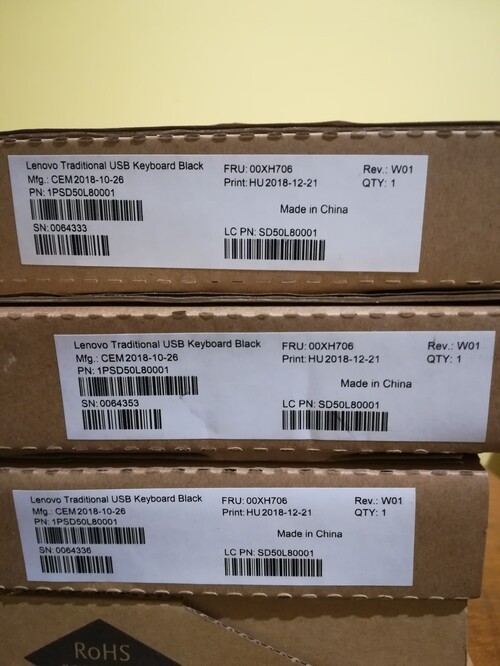 Lenovo Traditional USB Keyboard Black FRU: 00XH706 Rev.: W01
Mfg.: CEM 2018-10-26 Print: HU 2018-12-21 QTY: 1
PN: 1PSD50L80001
Made in China
SN: 0064333 LC PN: SD50L80001
Lenovo Traditional USB Keyboard Black FRU: 00XH706 Rev.: W01
Mfg.: CEM 2018-10-26 Print: HU 2018-12-21 QTY: 1
PN: 1PSD50L80001
Made in China
SN: 0064353 LC PN: SD50L80001
Lenovo Traditional USB Keyboard Black FRU: 00XH706 Rev.: W01
Mfg.: CEM 2018-10-26 Print: HU 2018-12-21 QTY: 1
PN: 1PSD50L80001
Made in China
SN: 0064336 LC PN: SD50L80001
RoHS